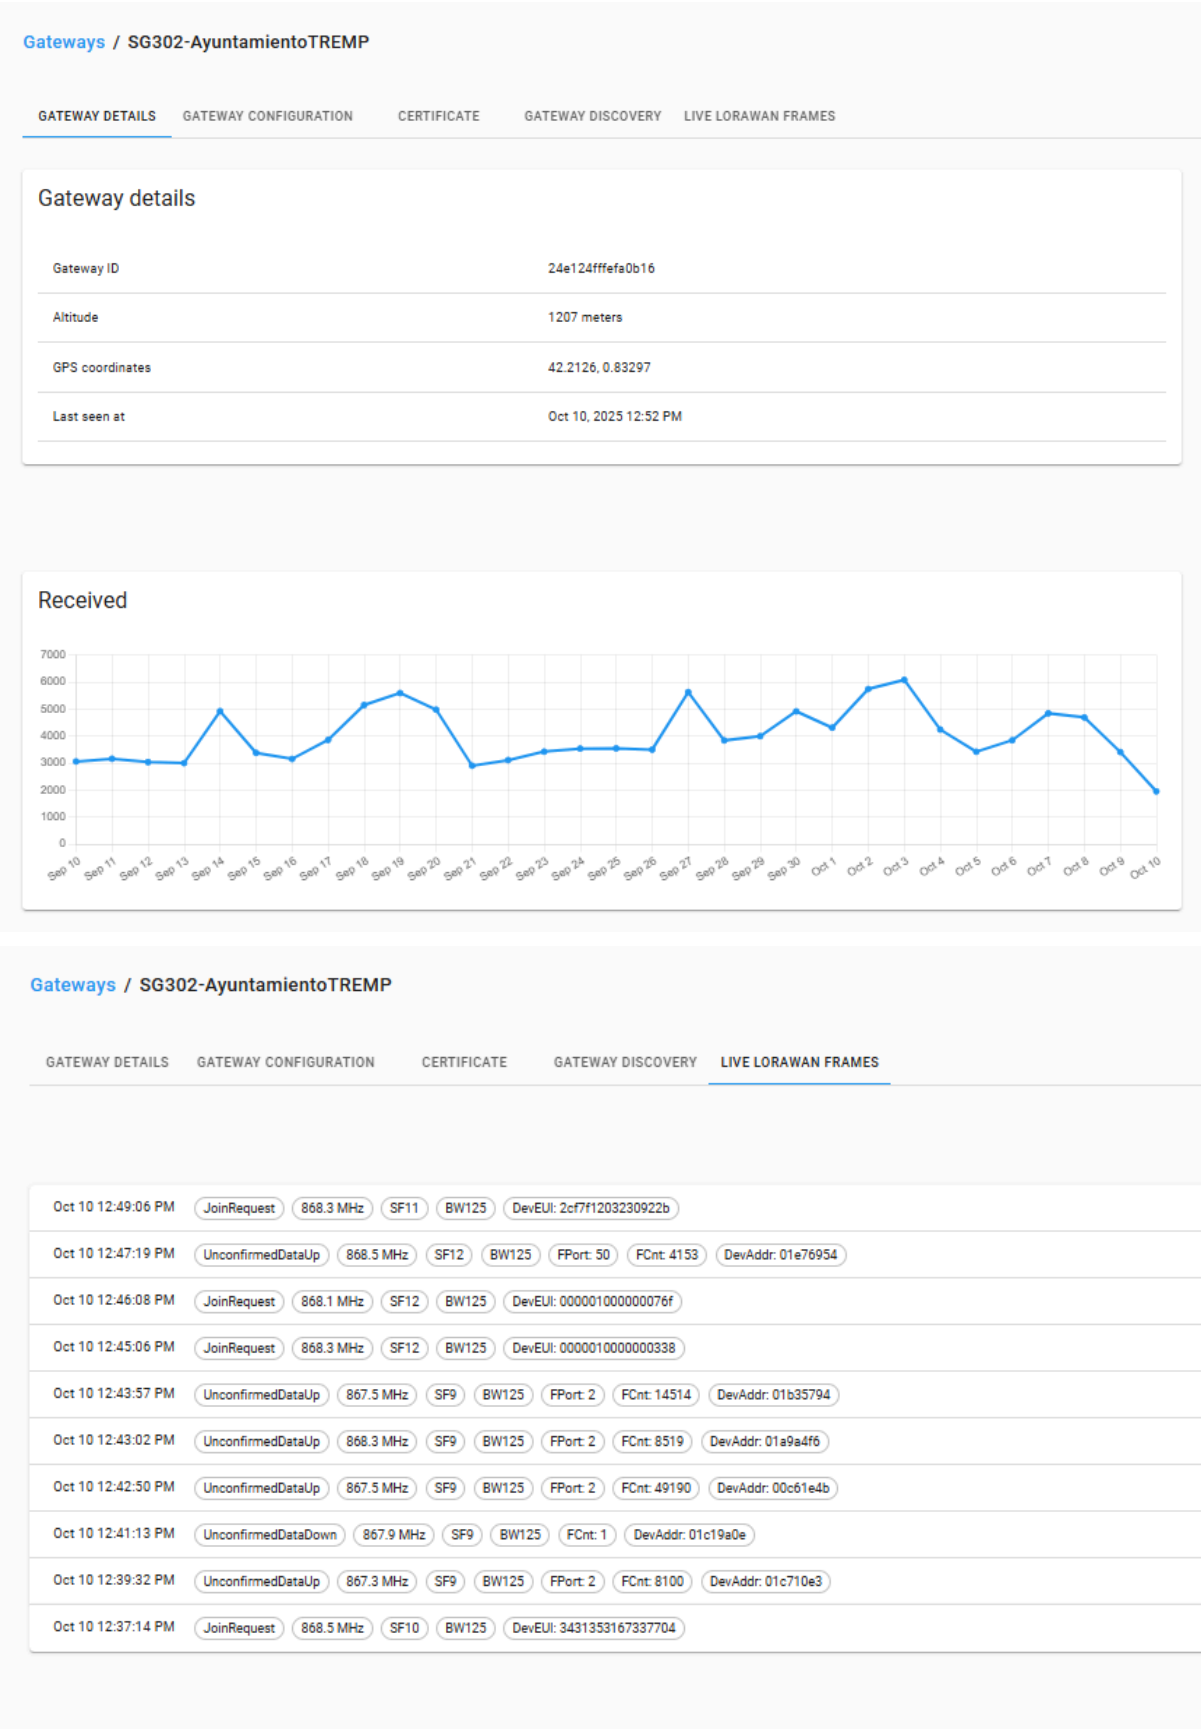 Gateways / SG302-AyuntamientoTREMP
GATEWAY DETAILS GATEWAY CONFIGURATION CERTIFICATE GATEWAY DISCOVERY LIVE LORAWAN FRAMES
Gateway details
Gateway ID 24e124fffefa0b16
Altitude 1207 meters
GPS coordinates 42.2126, 0.83297
Last seen at Oct 10, 2025 12:52 PM
Received
7000
6000
5000
4000
3000
2000
1000
0
Sep 10 Sep 11 Sep 12 Sep 13 Sep 14 Sep 15 Sep 16 Sep 17 Sep 18 Sep 19 Sep 20 Sep 21 Sep 22 Sep 23 Sep 24 Sep 25 Sep 26 Sep 27 Sep 28 Sep 29 Sep 30 Oct 1 Oct 2 Oct 3 Oct 4 Oct 5 Oct 6 Oct 7 Oct 8 Oct 9 Oct 10
Gateways / SG302-AyuntamientoTREMP
GATEWAY DETAILS GATEWAY CONFIGURATION CERTIFICATE GATEWAY DISCOVERY LIVE LORAWAN FRAMES
Oct 10 12:49:06 PM JoinRequest 868.3 MHz SF11 BW125 DevEUI: 2cf7f1203230922b
Oct 10 12:47:19 PM UnconfirmedDataUp 868.5 MHz SF12 BW125 FPort: 50 FCnt: 4153 DevAddr: 01e76954
Oct 10 12:46:08 PM JoinRequest 868.1 MHz SF12 BW125 DevEUI: 000001000000076f
Oct 10 12:45:06 PM JoinRequest 868.3 MHz SF12 BW125 DevEUI: 0000010000000338
Oct 10 12:43:57 PM UnconfirmedDataUp 867.5 MHz SF9 BW125 FPort: 2 FCnt: 14514 DevAddr: 01b35794
Oct 10 12:43:02 PM UnconfirmedDataUp 868.3 MHz SF9 BW125 FPort: 2 FCnt: 8519 DevAddr: 01a9a4f6
Oct 10 12:42:50 PM UnconfirmedDataUp 867.5 MHz SF9 BW125 FPort: 2 FCnt: 49190 DevAddr: 00c61e4b
Oct 10 12:41:13 PM UnconfirmedDataDown 867.9 MHz SF9 BW125 FCnt: 1 DevAddr: 01c19a0e
Oct 10 12:39:32 PM UnconfirmedDataUp 867.3 MHz SF9 BW125 FPort: 2 FCnt: 8100 DevAddr: 01c710e3
Oct 10 12:37:14 PM JoinRequest 868.5 MHz SF10 BW125 DevEUI: 3431353167337704